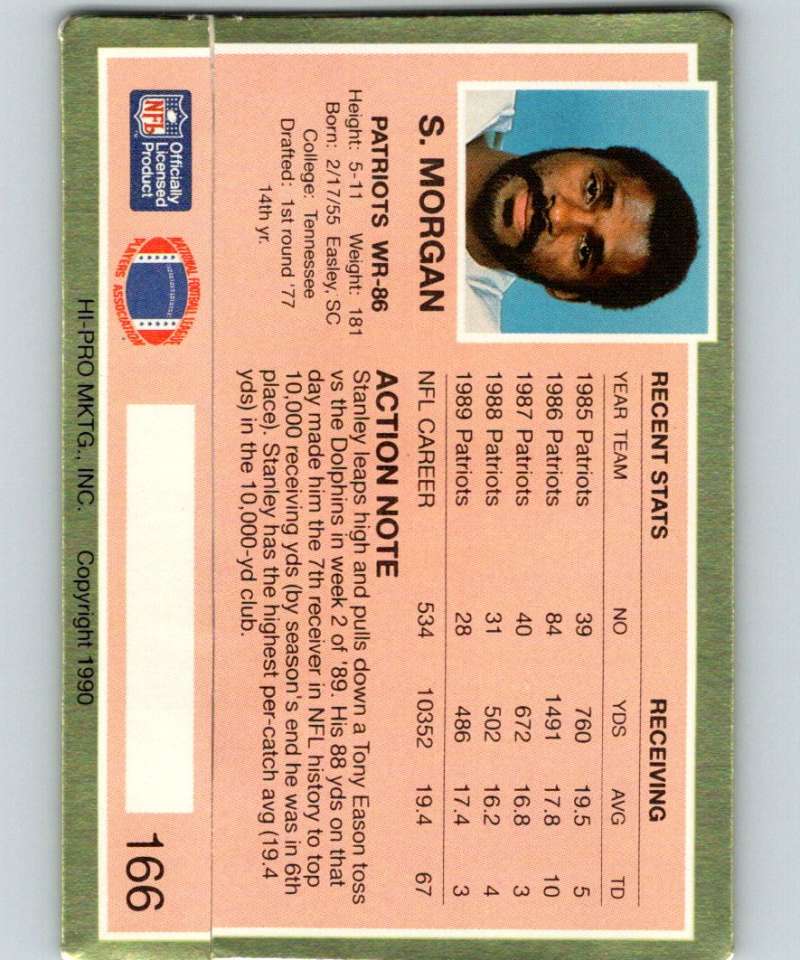 S. MORGAN
PATRIOTS WR-86
Height: 5-11 Weight: 181
Born: 2/17/55 Easley, SC
College: Tennessee
Drafted: 1st round '77
14th yr.
RECENT STATS RECEIVING
YEAR TEAM NO YDS AVG TD
1985 Patriots 39 760 19.5 5
1986 Patriots 84 1491 17.8 10
1987 Patriots 40 672 16.8 3
1988 Patriots 31 502 16.2 4
1989 Patriots 28 486 17.4 3
NFL CAREER 534 10352 19.4 67
ACTION NOTE
Stanley leaps high and pulls down a Tony Eason toss
vs the Dolphins in week 2 of '89. His 88 yds on that
day made him the 7th receiver in NFL history to top
10,000 receiving yds (by season's end he was in 6th
place). Stanley has the highest per-catch avg (19.4
yds) in the 10,000-yd club.
NFL
TM
Officially
Licensed
Product
NATIONAL FOOTBALL LEAGUE
PLAYERS ASSOCIATION
166
HI-PRO MKTG., INC. Copyright 1990